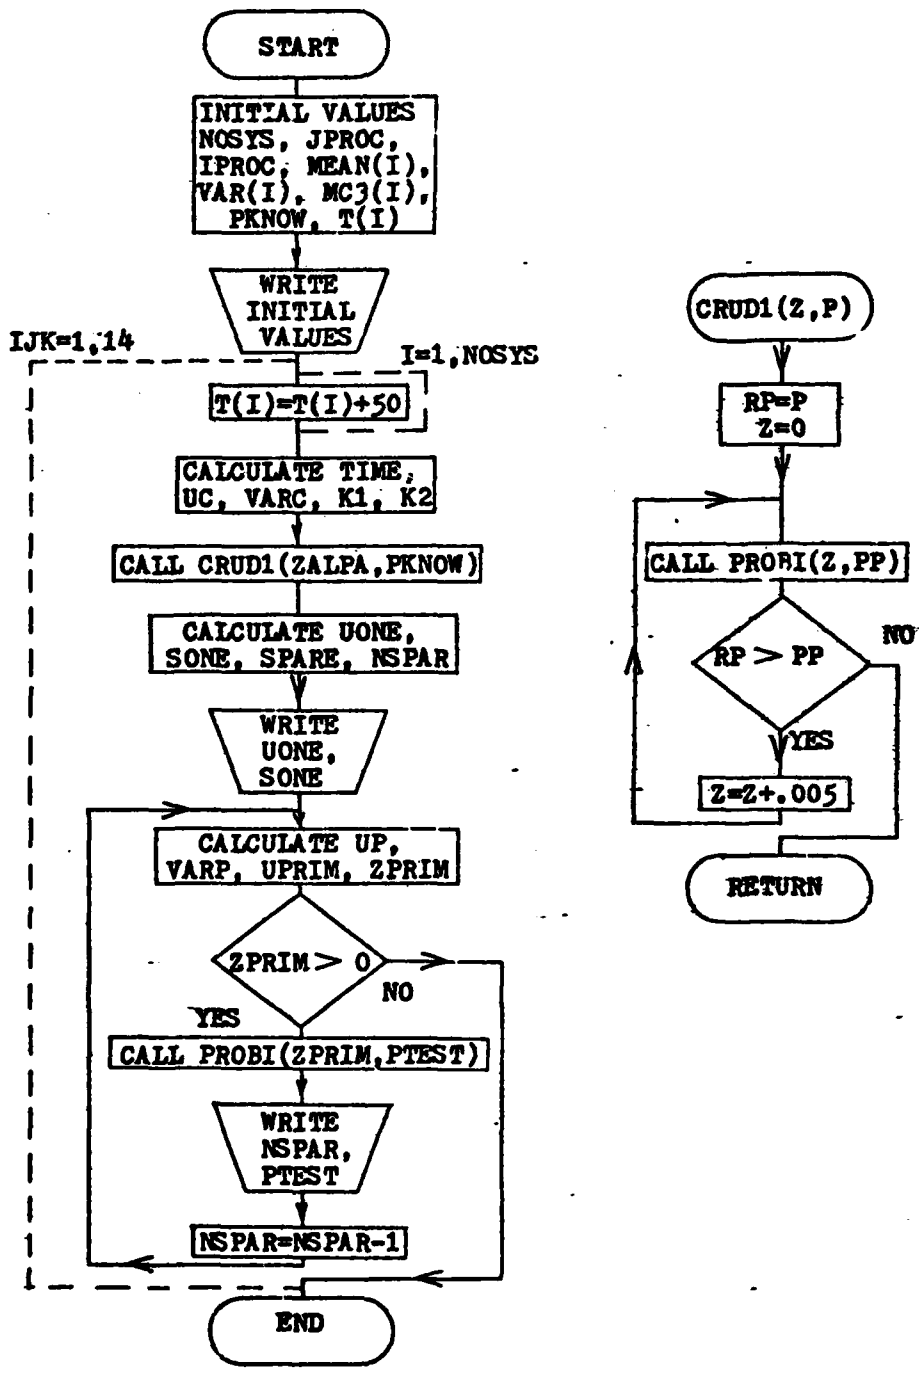 START
INITIAL VALUES
NOSYS, JPROC,
IPROC, MEAN(I),
VAR(I), MC3(I),
PKNOW, T(I)
WRITE
INITIAL
VALUES
IJK=1,14
I=1,NOSYS
T(I)=T(I)+50
CALCULATE TIME,
UC, VARC, K1, K2
CALL CRUD1(ZALPA,PKNOW)
CALCULATE UONE,
SONE, SPARE, NSPAR
WRITE
UONE,
SONE
CALCULATE UP,
VARP, UPRIM, ZPRIM
ZPRIM > 0
NO
YES
CALL PROBI(ZPRIM,PTEST)
WRITE
NSPAR,
PTEST
NSPAR=NSPAR-1
END
CRUD1(Z,P)
RP=P
Z=0
CALL PROBI(Z,PP)
RP > PP
NO
YES
Z=Z+.005
RETURN